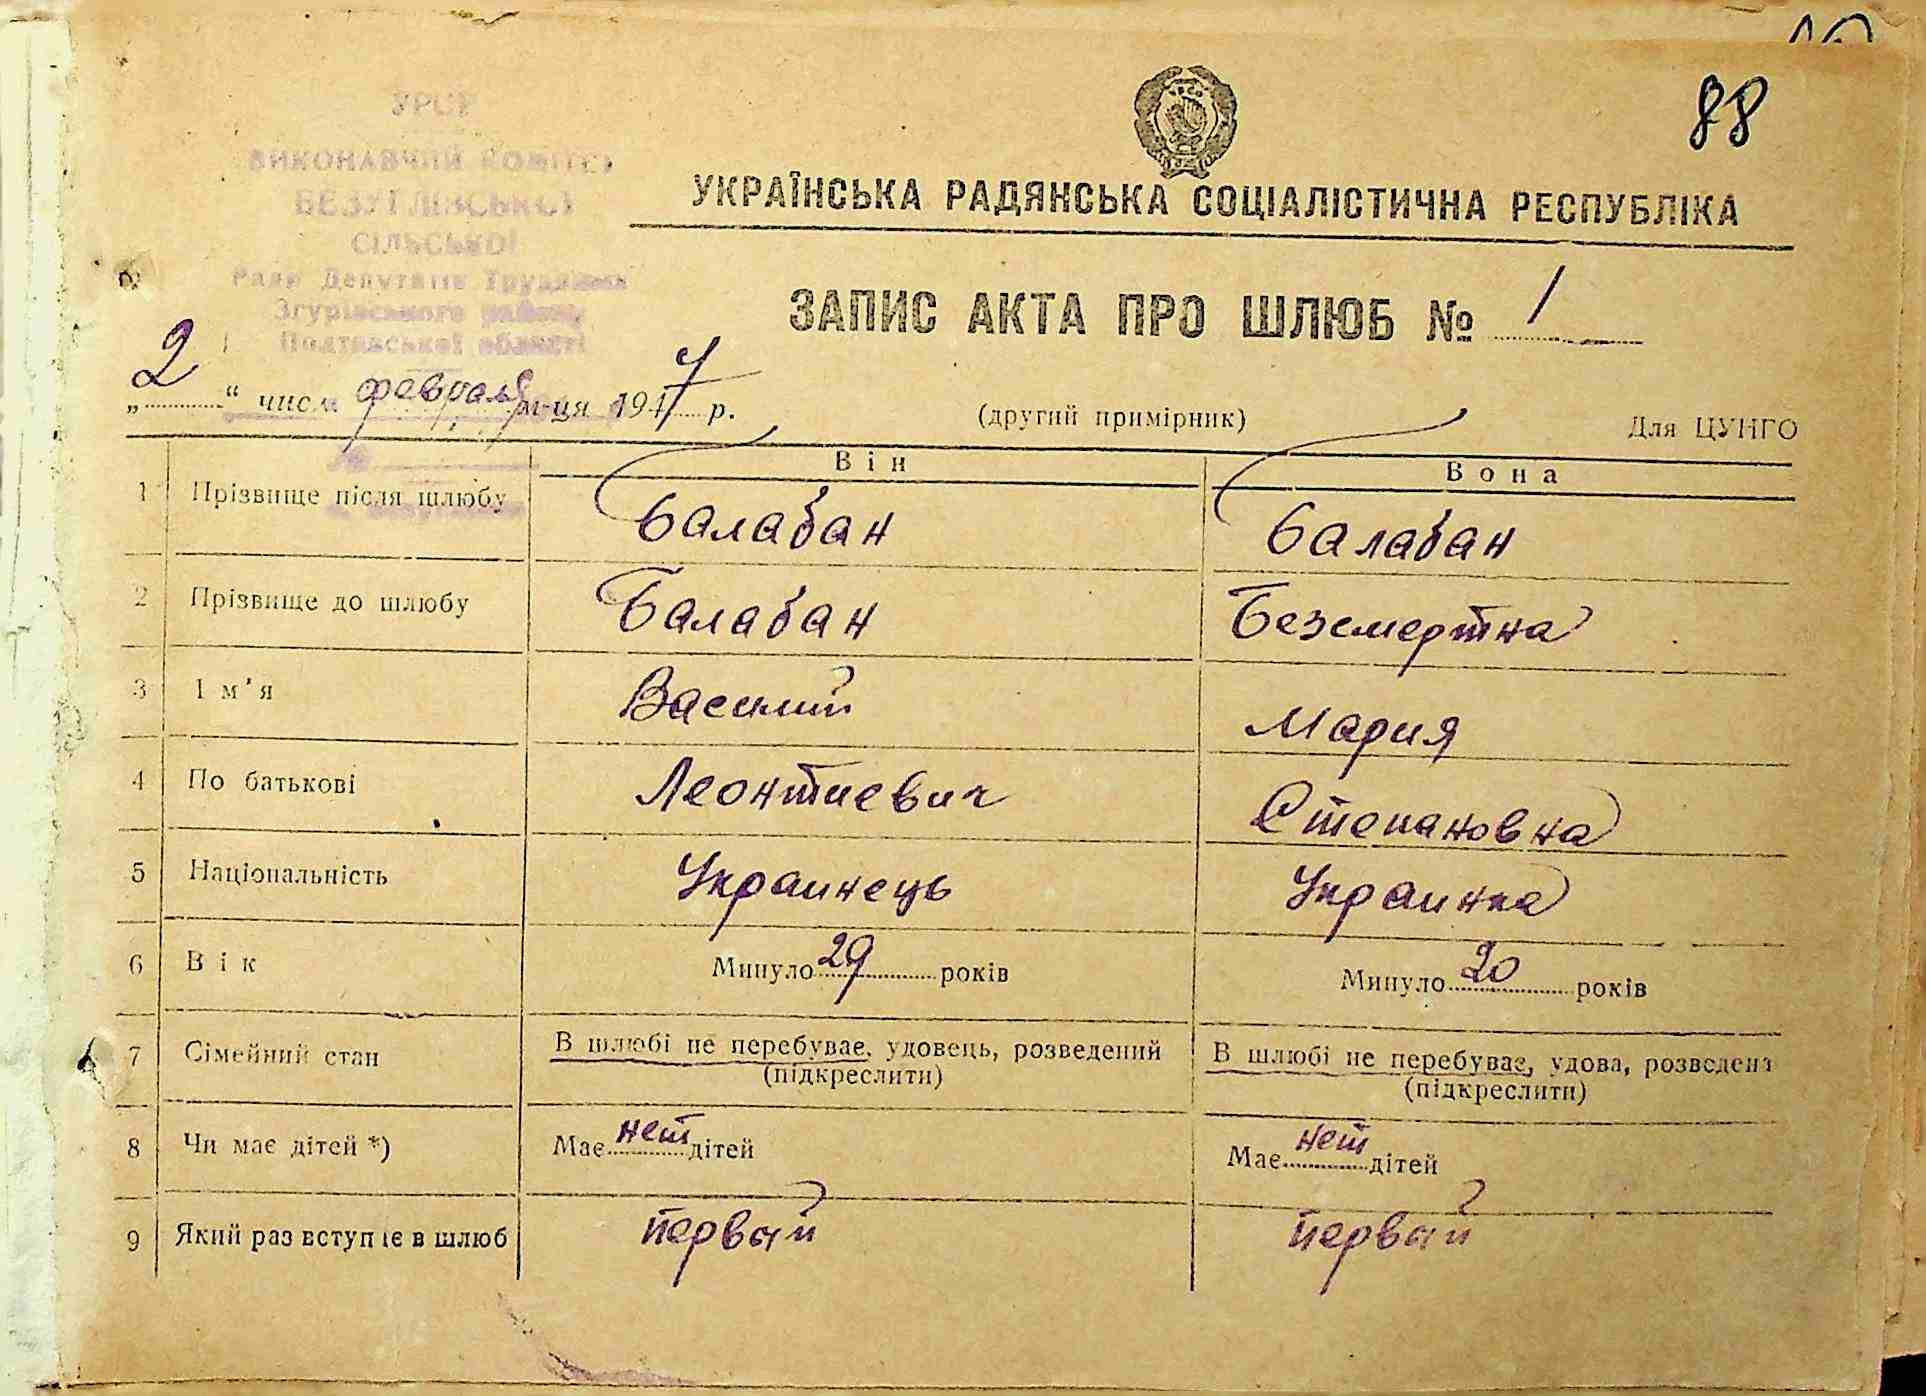 88
УРСР
ВИКОНАВЧИЙ КОМІТЕТ
БЕЗУГЛІВСЬКОЇ
СІЛЬСЬКОЇ
Ради Депутатів Трудящих
Згурівського району,
Полтавської області
УКРАЇНСЬКА РАДЯНСЬКА СОЦІАЛІСТИЧНА РЕСПУБЛІКА
ЗАПИС АКТА ПРО ШЛЮБ № 1
„2“ числа февраля м-ця 1947 р. (другий примірник) Для ЦУНГО
Він Вона
1 Прізвище після шлюбу Балабан Балабан
2 Прізвище до шлюбу Балабан Безсмертна
3 Ім'я Василий Мария
4 По батькові Леонтиевич Степановна
5 Національність Украинець Украинка
6 Вік Минуло 29 років Минуло 20 років
7 Сімейний стан В шлюбі не перебуває, удовець, розведений (підкреслити) В шлюбі не перебуває, удова, розведена (підкреслити)
8 Чи має дітей *) Має нет дітей Має нет дітей
9 Який раз вступає в шлюб первый первый